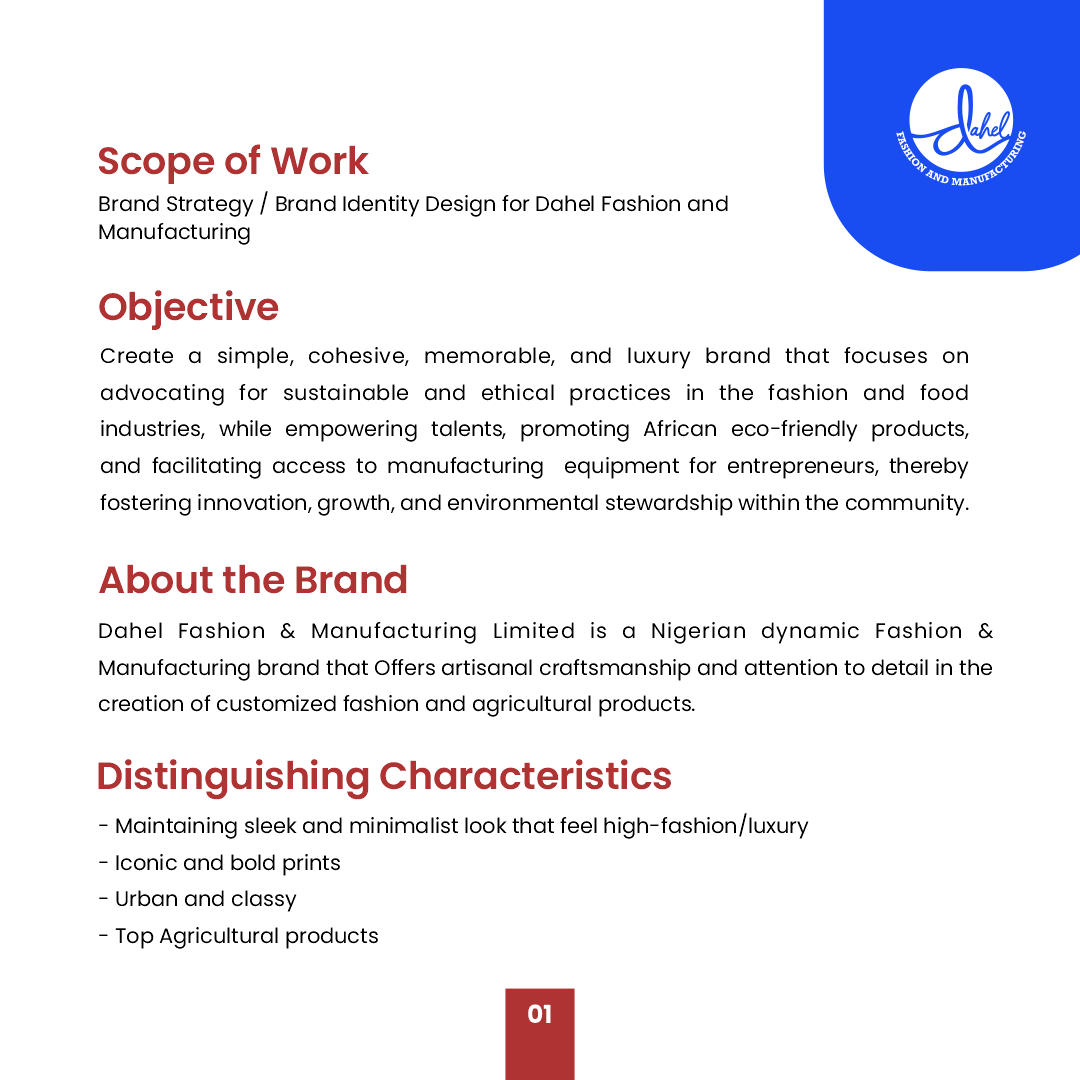 dahel
FASHION AND MANUFACTURING
Scope of Work
Brand Strategy / Brand Identity Design for Dahel Fashion and
Manufacturing
Objective
Create a simple, cohesive, memorable, and luxury brand that focuses on
advocating for sustainable and ethical practices in the fashion and food
industries, while empowering talents, promoting African eco-friendly products,
and facilitating access to manufacturing equipment for entrepreneurs, thereby
fostering innovation, growth, and environmental stewardship within the community.
About the Brand
Dahel Fashion & Manufacturing Limited is a Nigerian dynamic Fashion &
Manufacturing brand that Offers artisanal craftsmanship and attention to detail in the
creation of customized fashion and agricultural products.
Distinguishing Characteristics
- Maintaining sleek and minimalist look that feel high-fashion/luxury
- Iconic and bold prints
- Urban and classy
- Top Agricultural products
01